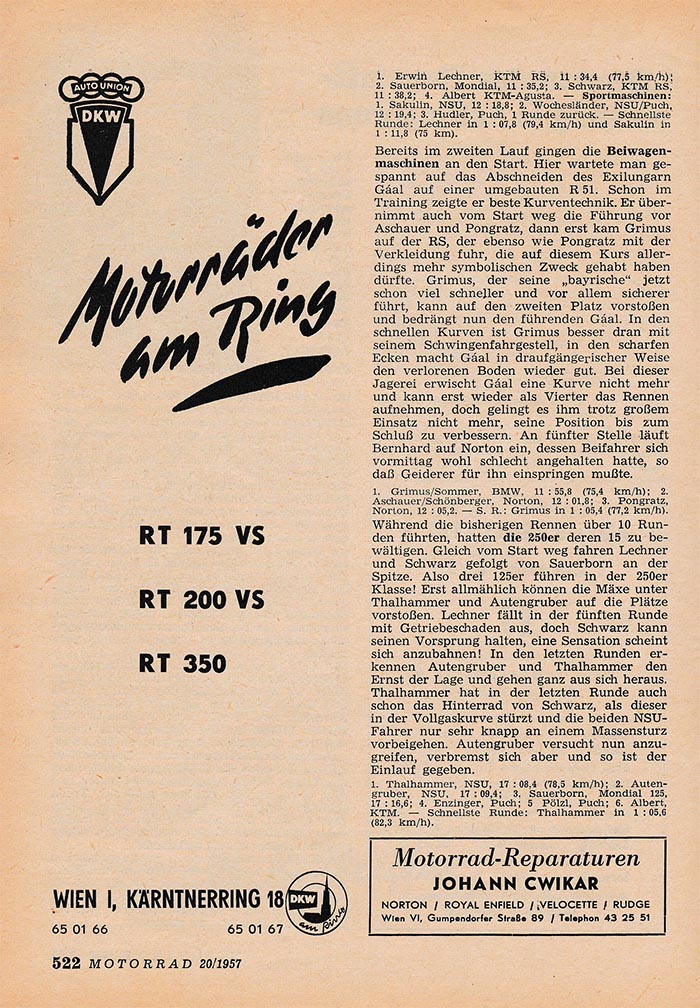 AUTO UNION
DKW
Motorräder
am Ring
RT 175 VS
RT 200 VS
RT 350
WIEN I, KÄRNTNERRING 18
DKW
am Ring
65 01 66 65 01 67
522 MOTORRAD 20/1957
1. Erwin Lechner, KTM RS, 11 : 34,4 (77,5 km/h);
2. Sauerborn, Mondial, 11 : 35,2; 3. Schwarz, KTM RS,
11 : 38,2; 4. Albert KTM-Agusta. — Sportmaschinen:
1. Sakulin, NSU, 12 : 18,8; 2. Wochesländer, NSU/Puch,
12 : 19,4; 3. Hudler, Puch, 1 Runde zurück. — Schnellste
Runde: Lechner in 1 : 07,8 (79,4 km/h) und Sakulin in
1 : 11,8 (75 km).
Bereits im zweiten Lauf gingen die Beiwagen-
maschinen an den Start. Hier wartete man ge-
spannt auf das Abschneiden des Exilungarn
Gáal auf einer umgebauten R 51. Schon im
Training zeigte er beste Kurventechnik. Er über-
nimmt auch vom Start weg die Führung vor
Aschauer und Pongratz, dann erst kam Grimus
auf der RS, der ebenso wie Pongratz mit der
Verkleidung fuhr, die auf diesem Kurs aller-
dings mehr symbolischen Zweck gehabt haben
dürfte. Grimus, der seine „bayrische" jetzt
schon viel schneller und vor allem sicherer
führt, kann auf den zweiten Platz vorstoßen
und bedrängt nun den führenden Gáal. In den
schnellen Kurven ist Grimus besser dran mit
seinem Schwingenfahrgestell, in den scharfen
Ecken macht Gáal in draufgängerischer Weise
den verlorenen Boden wieder gut. Bei dieser
Jagerei erwischt Gáal eine Kurve nicht mehr
und kann erst wieder als Vierter das Rennen
aufnehmen, doch gelingt es ihm trotz großem
Einsatz nicht mehr, seine Position bis zum
Schluß zu verbessern. An fünfter Stelle läuft
Bernhard auf Norton ein, dessen Beifahrer sich
vormittag wohl schlecht angehalten hatte, so
daß Geiderer für ihn einspringen mußte.
1. Grimus/Sommer, BMW, 11 : 55,8 (75,4 km/h); 2.
Aschauer/Schönberger, Norton, 12 : 01,8; 3. Pongratz,
Norton, 12 : 05,2. — S. R.: Grimus in 1 : 05,4 (77,2 km/h).
Während die bisherigen Rennen über 10 Run-
den führten, hatten die 250er deren 15 zu be-
wältigen. Gleich vom Start weg fahren Lechner
und Schwarz gefolgt von Sauerborn an der
Spitze. Also drei 125er führen in der 250er
Klasse! Erst allmählich können die Mäxe unter
Thalhammer und Autengruber auf die Plätze
vorstoßen. Lechner fällt in der fünften Runde
mit Getriebeschaden aus, doch Schwarz kann
seinen Vorsprung halten, eine Sensation scheint
sich anzubahnen! In den letzten Runden er-
kennen Autengruber und Thalhammer den
Ernst der Lage und gehen ganz aus sich heraus.
Thalhammer hat in der letzten Runde auch
schon das Hinterrad von Schwarz, als dieser
in der Vollgaskurve stürzt und die beiden NSU-
Fahrer nur sehr knapp an einem Massensturz
vorbeigehen. Autengruber versucht nun anzu-
greifen, verbremst sich aber und so ist der
Einlauf gegeben.
1. Thalhammer, NSU, 17 : 08,4 (78,5 km/h); 2. Auten-
gruber, NSU, 17 : 09,4; 3. Sauerborn, Mondial 125,
17 : 16,6; 4. Enzinger, Puch; 5 Pölzl, Puch; 6. Albert,
KTM. — Schnellste Runde: Thalhammer in 1 : 05,6
(82,3 km/h).
Motorrad-Reparaturen
JOHANN CWIKAR
NORTON / ROYAL ENFIELD / VELOCETTE / RUDGE
Wien VI, Gumpendorfer Straße 89 / Telephon 43 25 51